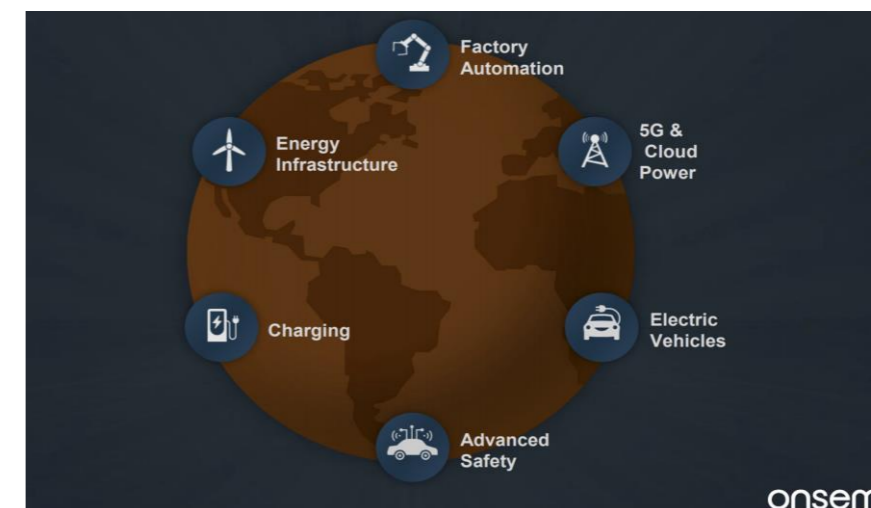 Factory
Automation
Energy
Infrastructure
5G &
Cloud
Power
Charging
Electric
Vehicles
Advanced
Safety
onsem